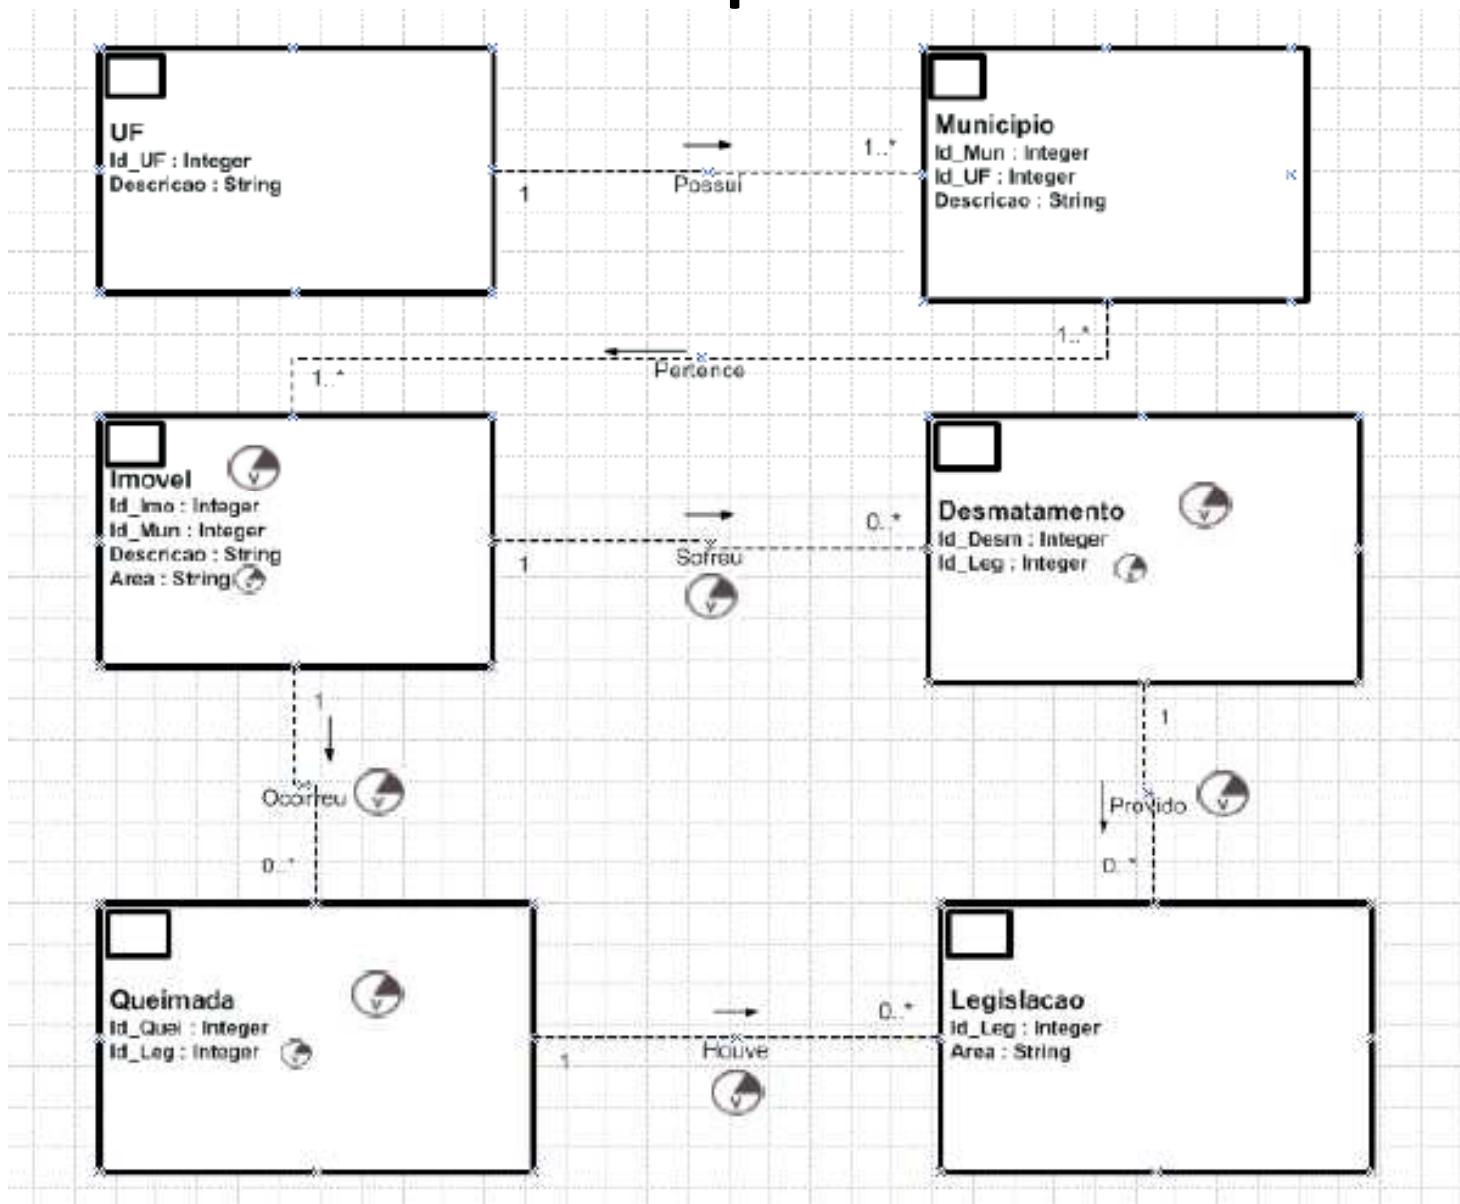 UF
Id_UF : Integer
Descricao : String
1
Possui
1..*
Municipio
Id_Mun : Integer
Id_UF : Integer
Descricao : String
1..*
Pertence
1..*
Imovel
Id_Imo : Integer
Id_Mun : Integer
Descricao : String
Area : String
1
Sofreu
V
0..*
Desmatamento
Id_Desm : Integer
Id_Leg : Integer
V
V
1
Ocorreu
V
0..*
1
Provido
V
0..*
Queimada
Id_Quei : Integer
Id_Leg : Integer
V
1
Houve
V
0..*
Legislacao
Id_Leg : Integer
Area : String